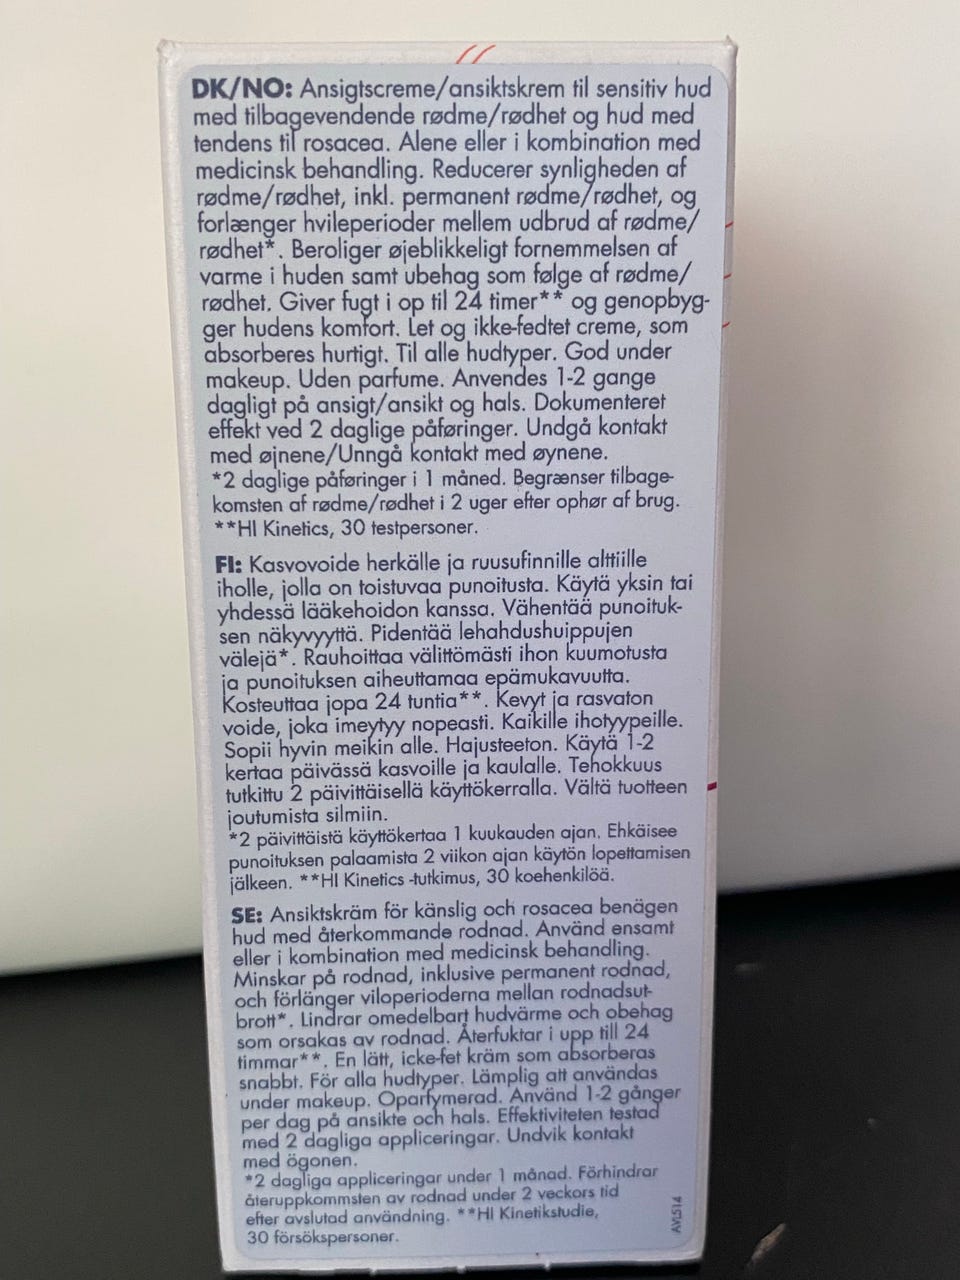 DK/NO: Ansigtscreme/ansiktskrem til sensitiv hud
med tilbagevendende rødme/rødhet og hud med
tendens til rosacea. Alene eller i kombination med
medicinsk behandling. Reducerer synligheden af
rødme/rødhet, inkl. permanent rødme/rødhet, og
forlænger hvileperioder mellem udbrud af rødme/
rødhet*. Beroliger øjeblikkeligt fornemmelsen af
varme i huden samt ubehag som følge af rødme/
rødhet. Giver fugt i op til 24 timer** og genopbyg-
ger hudens komfort. Let og ikke-fedtet creme, som
absorberes hurtigt. Til alle hudtyper. God under
makeup. Uden parfume. Anvendes 1-2 gange
dagligt på ansigt/ansikt og hals. Dokumenteret
effekt ved 2 daglige påføringer. Undgå kontakt
med øjnene/Unngå kontakt med øynene.
*2 daglige påføringer i 1 måned. Begrænser tilbage-
komsten af rødme/rødhet i 2 uger efter ophør af brug.
**HI Kinetics, 30 testpersoner.
FI: Kasvovoide herkälle ja ruusufinnille alttiille
iholle, jolla on toistuvaa punoitusta. Käytä yksin tai
yhdessä lääkehoidon kanssa. Vähentää punoituk-
sen näkyvyyttä. Pidentää lehahdushuippujen
välejä*. Rauhoittaa välittömästi ihon kuumotusta
ja punoituksen aiheuttamaa epämukavuutta.
Kosteuttaa jopa 24 tuntia**. Kevyt ja rasvaton
voide, joka imeytyy nopeasti. Kaikille ihotyypeille.
Sopii hyvin meikin alle. Hajusteeton. Käytä 1-2
kertaa päivässä kasvoille ja kaulalle. Tehokkuus
tutkittu 2 päivittäisellä käyttökerralla. Vältä tuotteen
joutumista silmiin.
*2 päivittäistä käyttökertaa 1 kuukauden ajan. Ehkäisee
punoituksen palaamista 2 viikon ajan käytön lopettamisen
jälkeen. **HI Kinetics -tutkimus, 30 koehenkilöä.
SE: Ansiktskräm för känslig och rosacea benägen
hud med återkommande rodnad. Använd ensamt
eller i kombination med medicinsk behandling.
Minskar på rodnad, inklusive permanent rodnad,
och förlänger viloperioderna mellan rodnadsut-
brott*. Lindrar omedelbart hudvärme och obehag
som orsakas av rodnad. Återfuktar i upp till 24
timmar**. En lätt, icke-fet kräm som absorberas
snabbt. För alla hudtyper. Lämplig att användas
under makeup. Oparfymerad. Använd 1-2 gånger
per dag på ansikte och hals. Effektiviteten testad
med 2 dagliga appliceringar. Undvik kontakt
med ögonen.
*2 dagliga appliceringar under 1 månad. Förhindrar
återuppkommsten av rodnad under 2 veckors tid
efter avslutad användning. **HI Kinetikstudie,
30 försökspersoner.
AVL514